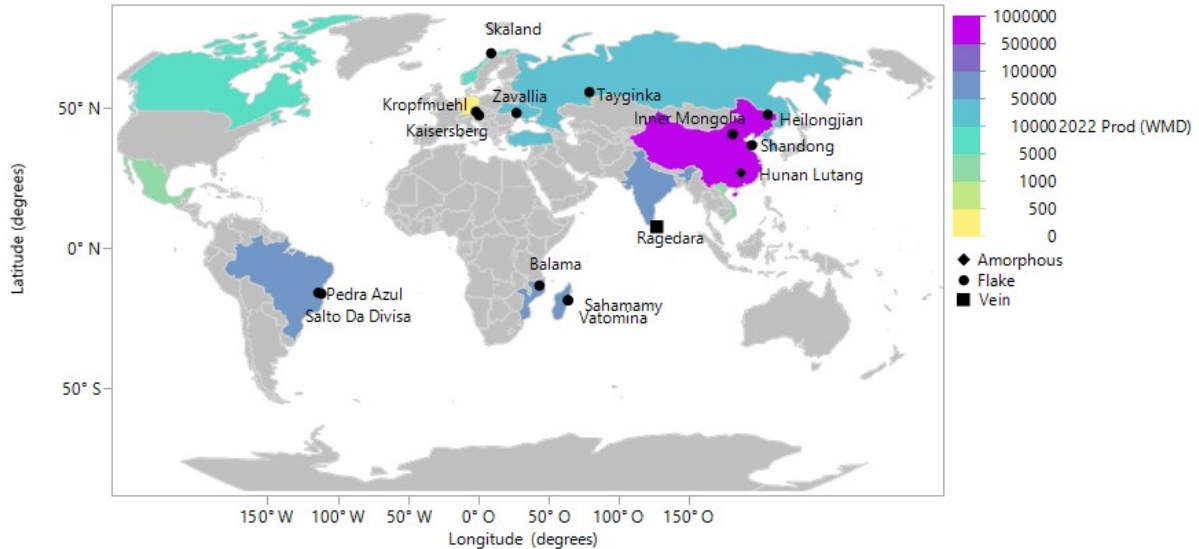 Skaland
Kropfmuehl
Zavallia
Tayginka
Kaisersberg
Inner Mongolia
Heilongjian
Shandong
Hunan Lutang
Ragedara
Balama
Pedra Azul
Salto Da Divisa
Sahamamy
Vatomina
50° N
0° N
50° S
Latitude (degrees)
150° W
100° W
50° W
0° O
50° O
100° O
150° O
Longitude (degrees)
1000000
500000
100000
50000
10000
2022 Prod (WMD)
5000
1000
500
0
Amorphous
Flake
Vein